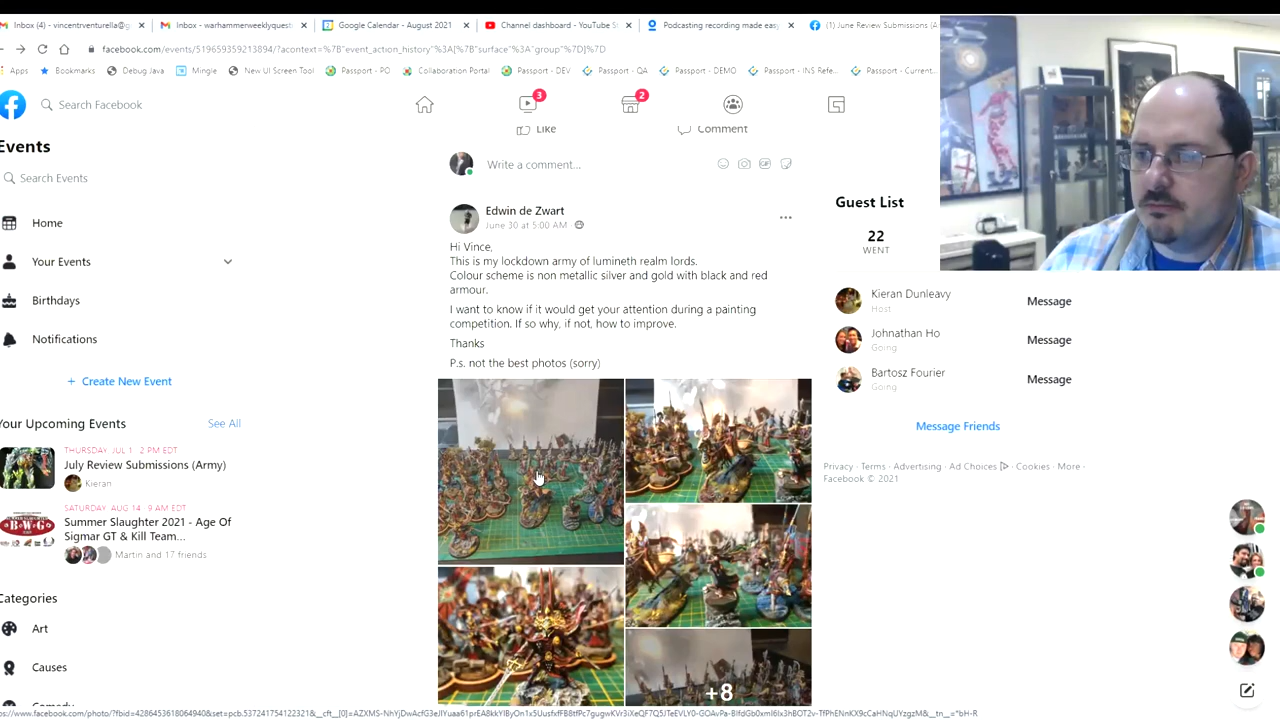 Inbox (4) - vincentrventurella@g
Inbox - warhammerweeklyquest
Google Calendar - August 2021
Channel dashboard - YouTube S
Podcasting recording made easy
(1) June Review Submissions (A
facebook.com/events/519659359213894/?acontext=%7B"event_action_history"%3A[%7B"surface"%3A"group"%7D]%7D
Apps
Bookmarks
Debug Java
Mingle
New UI Screen Tool
Passport - PO
Collaboration Portal
Passport - DEV
Passport - QA
Passport - DEMO
Passport - INS Refe...
Passport - Current...
Search Facebook
3
2
Events
Search Events
Home
Your Events
Birthdays
Notifications
+ Create New Event
Your Upcoming Events
See All
THURSDAY, JUL 1 · 2 PM EDT
July Review Submissions (Army)
Kieran
SATURDAY, AUG 14 · 9 AM EDT
Summer Slaughter 2021 - Age Of
Sigmar GT & Kill Team...
Martin and 17 friends
Categories
Art
Causes
Comedy
Like
Comment
Write a comment...
Edwin de Zwart
June 30 at 5:00 AM
Hi Vince,
This is my lockdown army of lumineth realm lords.
Colour scheme is non metallic silver and gold with black and red
armour.
I want to know if it would get your attention during a painting
competition. If so why, if not, how to improve.
Thanks
P.s. not the best photos (sorry)
+8
Guest List
22
WENT
Kieran Dunleavy
Host
Message
Johnathan Ho
Going
Message
Bartosz Fourier
Going
Message
Message Friends
Privacy · Terms · Advertising · Ad Choices · Cookies · More ·
Facebook © 2021